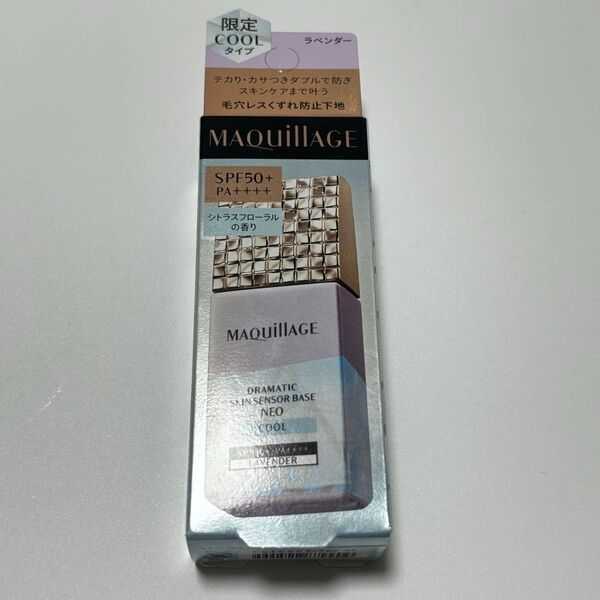 限定
COOL
タイプ
ラベンダー
テカリ・カサつきダブルで防ぎ
スキンケアまで叶う
毛穴レスくずれ防止下地
MAQuillAGE
SPF50+
PA++++
シトラスフローラル
の香り
MAQuillAGE
DRAMATIC
SKIN SENSOR BASE
NEO
COOL
LAVENDER